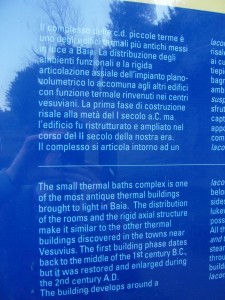 Il complesso delle c.d. piccole terme è
uno degli edifici termali più antichi messi
in luce a Baia. La distribuzione degli
ambienti funzionali e la rigida
articolazione assiale dell'impianto plano-
volumetrico lo accomuna agli altri edifici
con funzione termale rinvenuti nei centri
vesuviani. La prima fase di costruzione
risale alla metà del I secolo a.C. ma
l'edificio fu ristrutturato e ampliato nel
corso del II secolo della nostra era.
Il complesso si articola intorno ad un
The small thermal baths complex is one
of the most antique thermal buildings
brought to light in Baia. The distribution
of the rooms and the rigid axial structure
make it similar to the other thermal
buildings discovered in the towns near
Vesuvius. The first building phase dates
back to the middle of the 1st century B.C.,
but it was restored and enlarged during
the 2nd century A.D.
The building develops around a